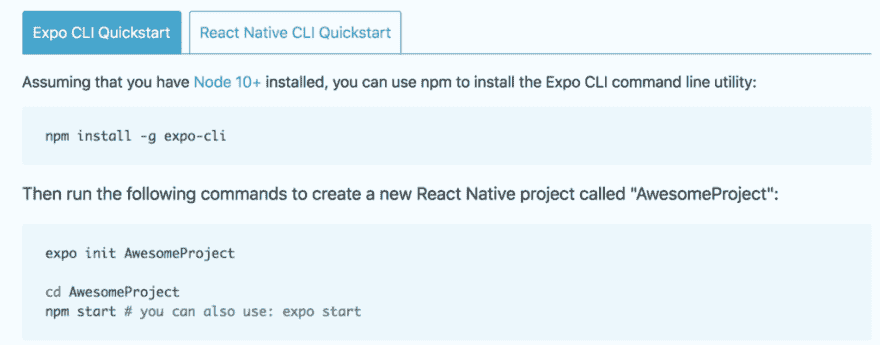 Expo CLI Quickstart
React Native CLI Quickstart
Assuming that you have Node 10+ installed, you can use npm to install the Expo CLI command line utility:
npm install -g expo-cli
Then run the following commands to create a new React Native project called "AwesomeProject":
expo init AwesomeProject
cd AwesomeProject
npm start # you can also use: expo start